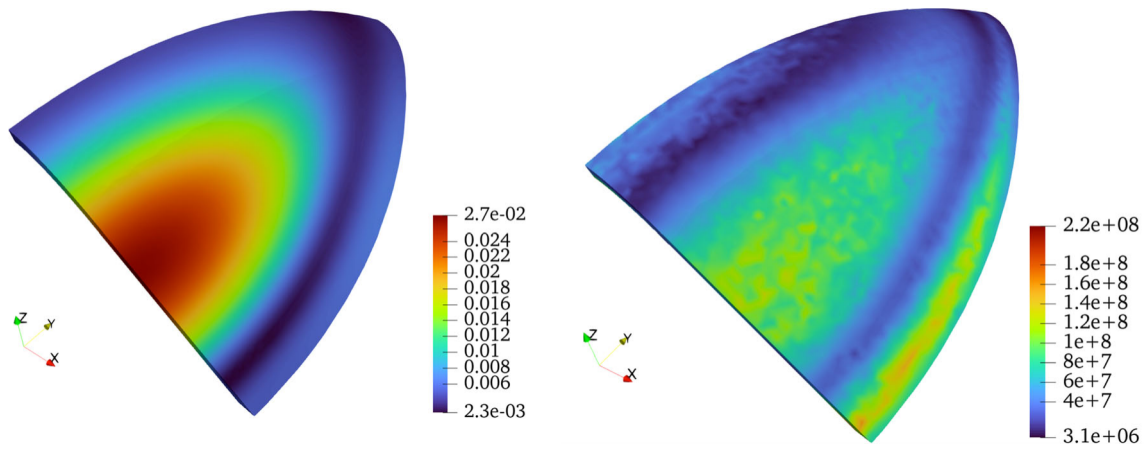 2.7e-02
0.024
0.022
0.02
0.018
0.016
0.014
0.012
0.01
0.008
0.006
2.3e-03
Z
Y
X
2.2e+08
1.8e+8
1.6e+8
1.4e+8
1.2e+8
1e+8
8e+7
6e+7
4e+7
3.1e+06
Z
Y
X